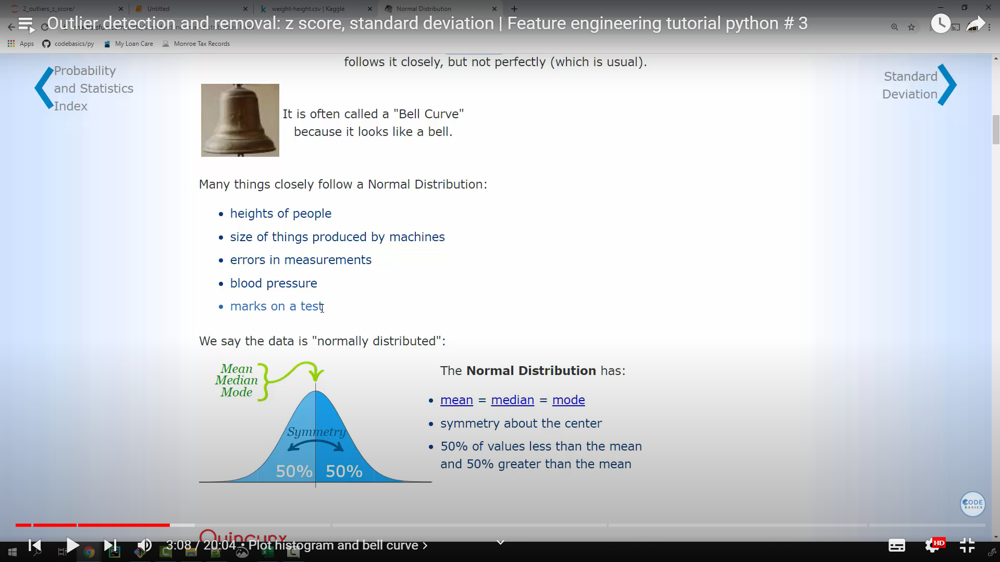 2_outliers_z_score/
Untitled
weight-height.csv | Kaggle
Normal Distribution
Outlier detection and removal: z score, standard deviation | Feature engineering tutorial python # 3
Apps
codebasics/py
My Loan Care
Monroe Tax Records
follows it closely, but not perfectly (which is usual).
Probability
and Statistics
Index
Standard
Deviation
It is often called a "Bell Curve"
because it looks like a bell.
Many things closely follow a Normal Distribution:
• heights of people
• size of things produced by machines
• errors in measurements
• blood pressure
• marks on a test
We say the data is "normally distributed":
Mean
Median
Mode
Symmetry
50% 50%
The Normal Distribution has:
• mean = median = mode
• symmetry about the center
• 50% of values less than the mean
and 50% greater than the mean
CODE
BASICS
Quincunx
3:08 / 20:04 • Plot histogram and bell curve
HD